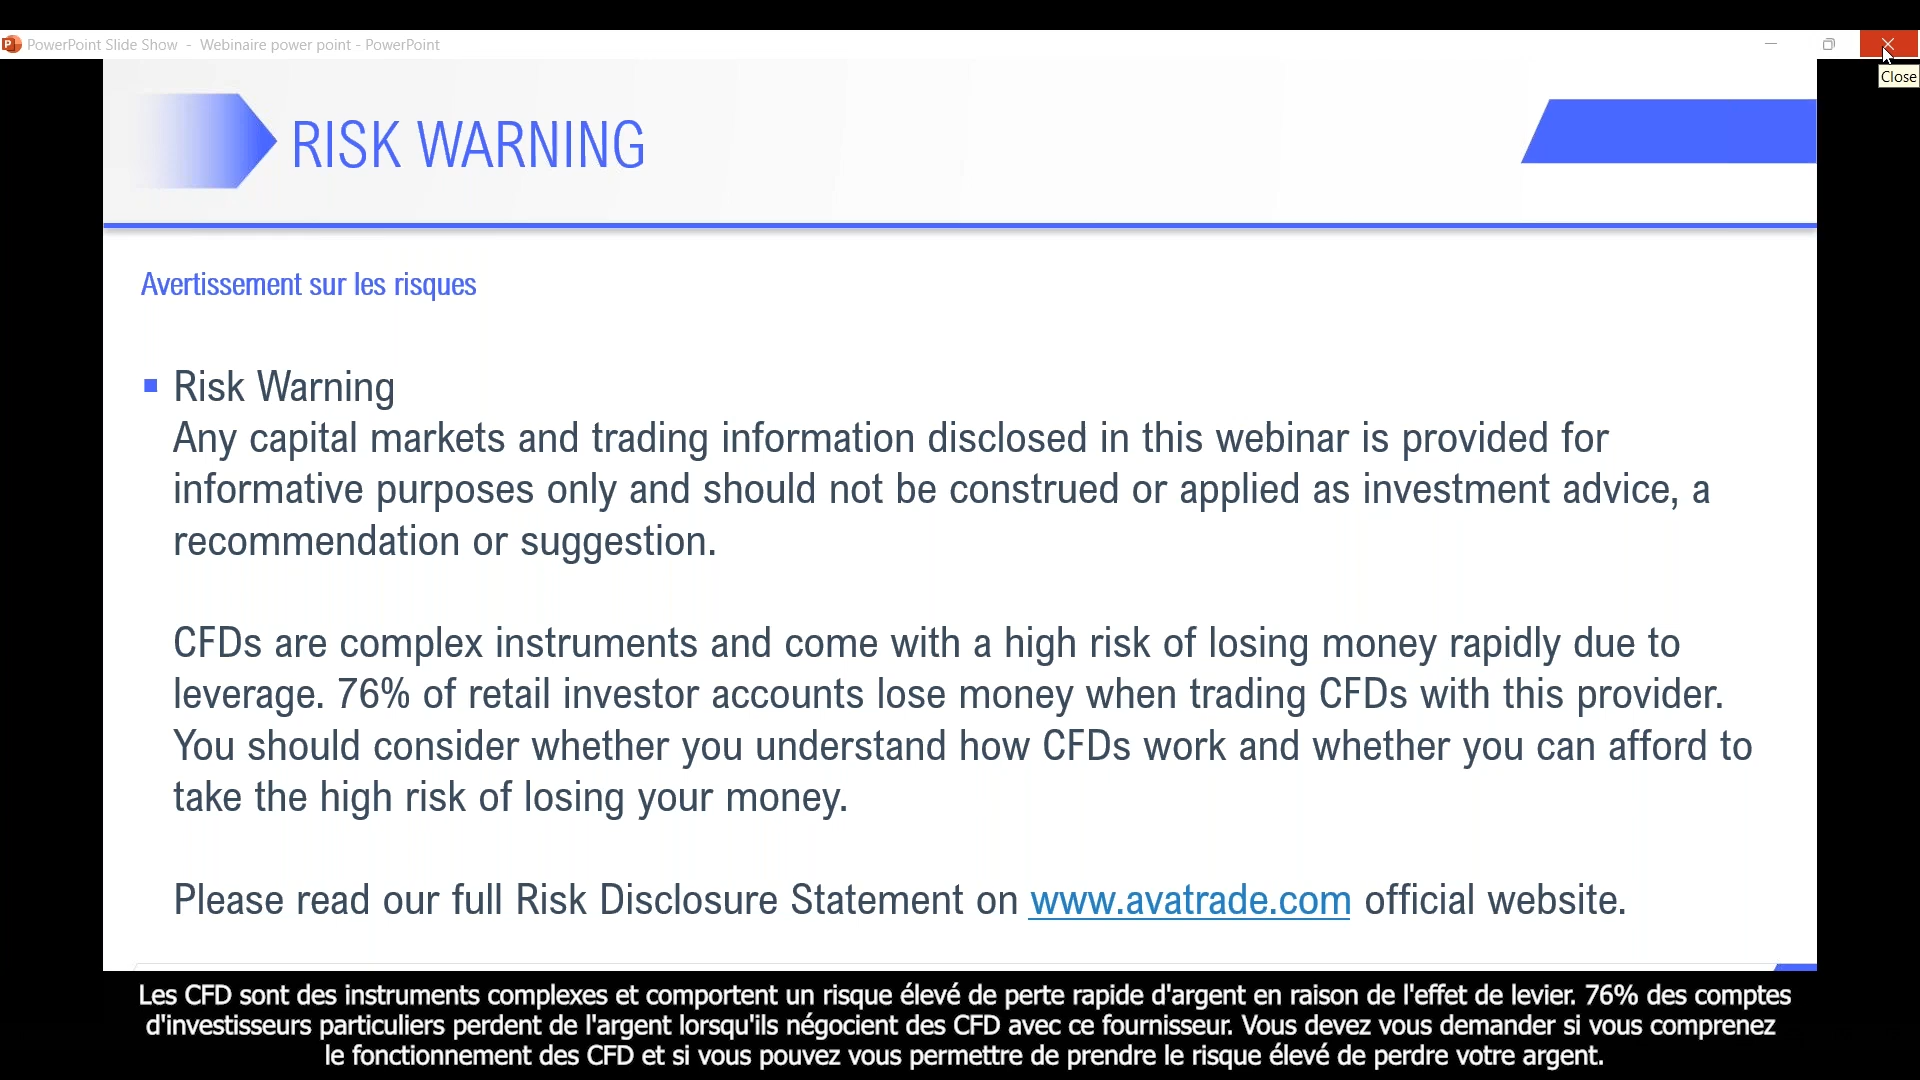 PowerPoint Slide Show - Webinaire power point - PowerPoint
Close
RISK WARNING
Avertissement sur les risques
▪ Risk Warning
Any capital markets and trading information disclosed in this webinar is provided for
informative purposes only and should not be construed or applied as investment advice, a
recommendation or suggestion.
CFDs are complex instruments and come with a high risk of losing money rapidly due to
leverage. 76% of retail investor accounts lose money when trading CFDs with this provider.
You should consider whether you understand how CFDs work and whether you can afford to
take the high risk of losing your money.
Please read our full Risk Disclosure Statement on www.avatrade.com official website.
Les CFD sont des instruments complexes et comportent un risque élevé de perte rapide d'argent en raison de l'effet de levier. 76% des comptes
d'investisseurs particuliers perdent de l'argent lorsqu'ils négocient des CFD avec ce fournisseur. Vous devez vous demander si vous comprenez
le fonctionnement des CFD et si vous pouvez vous permettre de prendre le risque élevé de perdre votre argent.